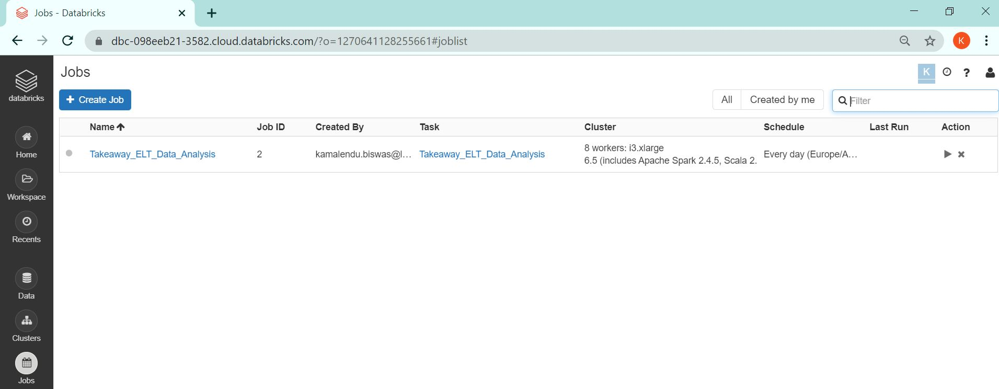 Jobs - Databricks
dbc-098eeb21-3582.cloud.databricks.com/?o=1270641128255661#joblist
K
databricks
Jobs
K
?
+ Create Job
All
Created by me
Filter
Name Job ID Created By Task Cluster Schedule Last Run Action
Takeaway_ELT_Data_Analysis 2 kamalendu.biswas@l... Takeaway_ELT_Data_Analysis 8 workers: i3.xlarge
6.5 (includes Apache Spark 2.4.5, Scala 2. Every day (Europe/A...
Home
Workspace
Recents
Data
Clusters
Jobs